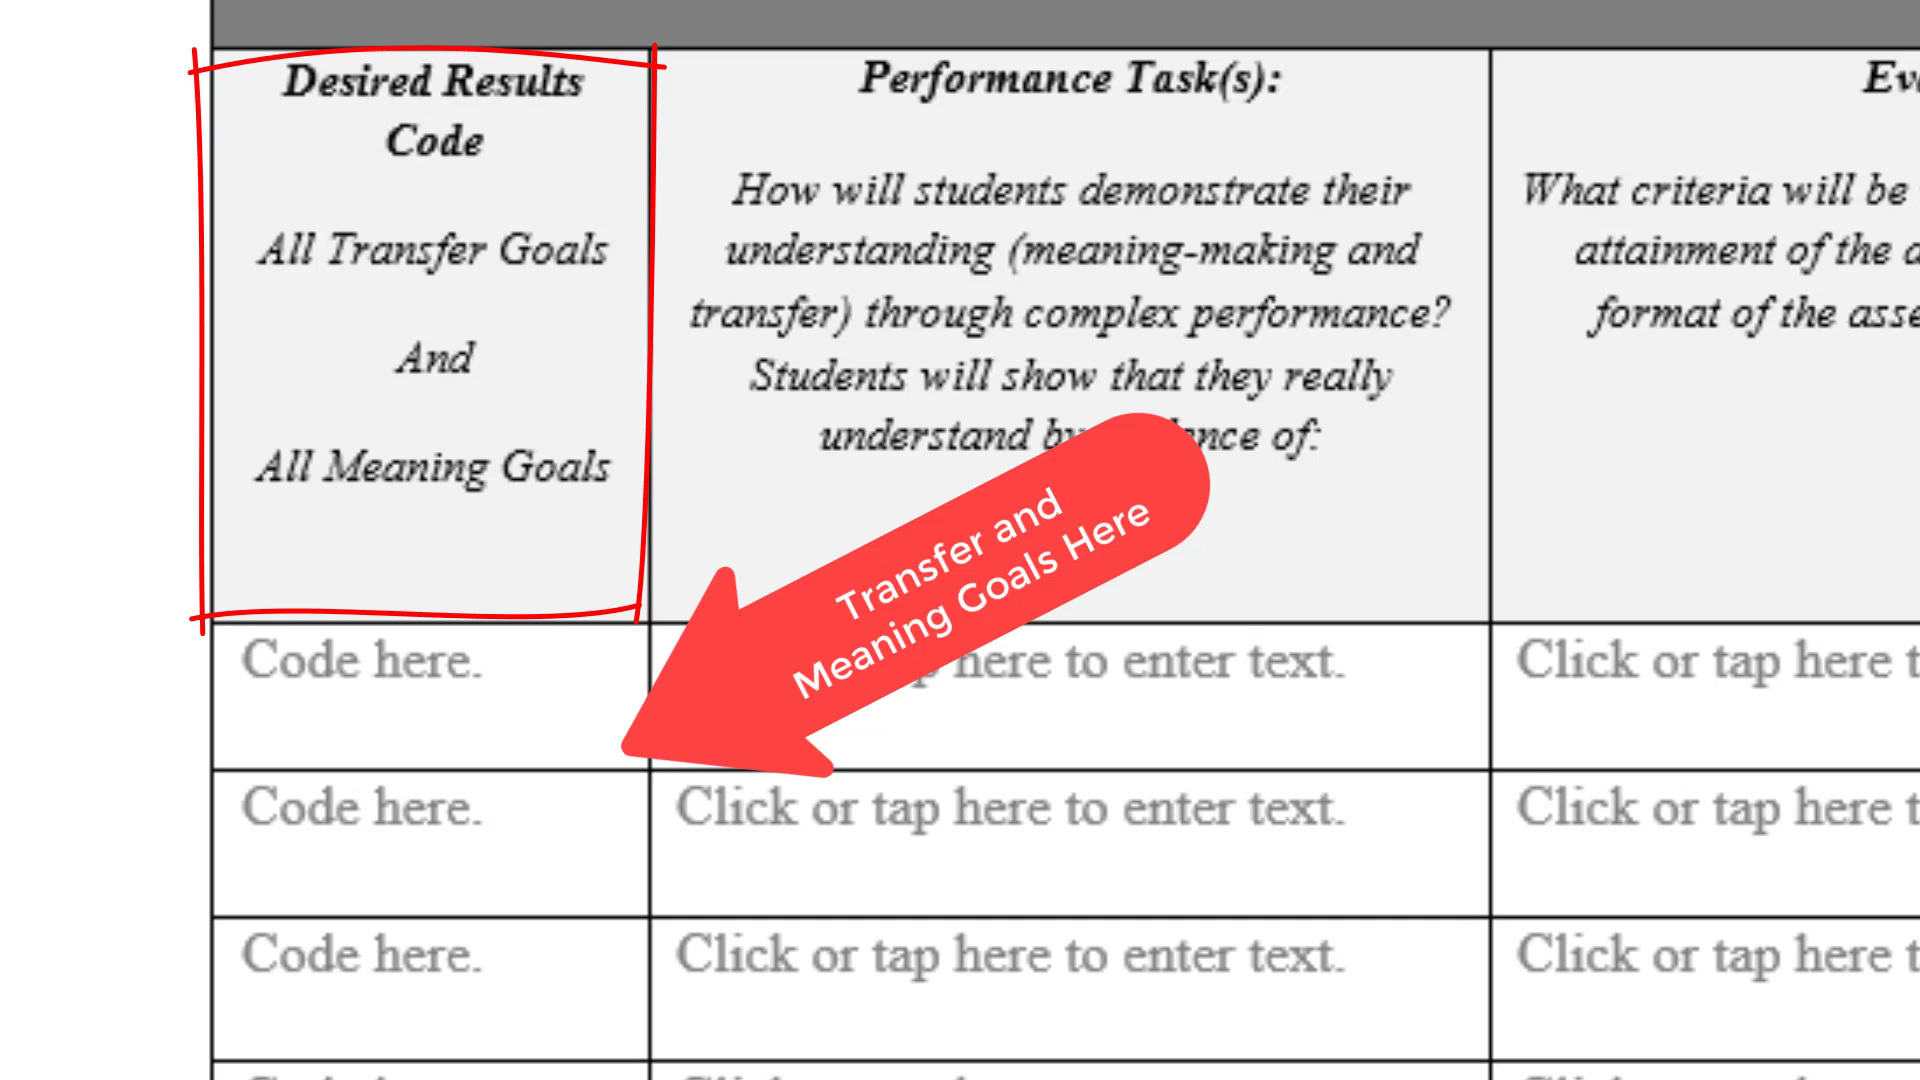 Desired Results
Code
All Transfer Goals
And
All Meaning Goals
Performance Task(s):
How will students demonstrate their
understanding (meaning-making and
transfer) through complex performance?
Students will show that they really
understand of:
What criteria will be
attainment of the
format of the
Transfer and
Meaning Goals Here
Code here.
here to enter text.
Click or tap here
Code here.
Click or tap here to enter text.
Click or tap here
Code here.
Click or tap here to enter text.
Click or tap here